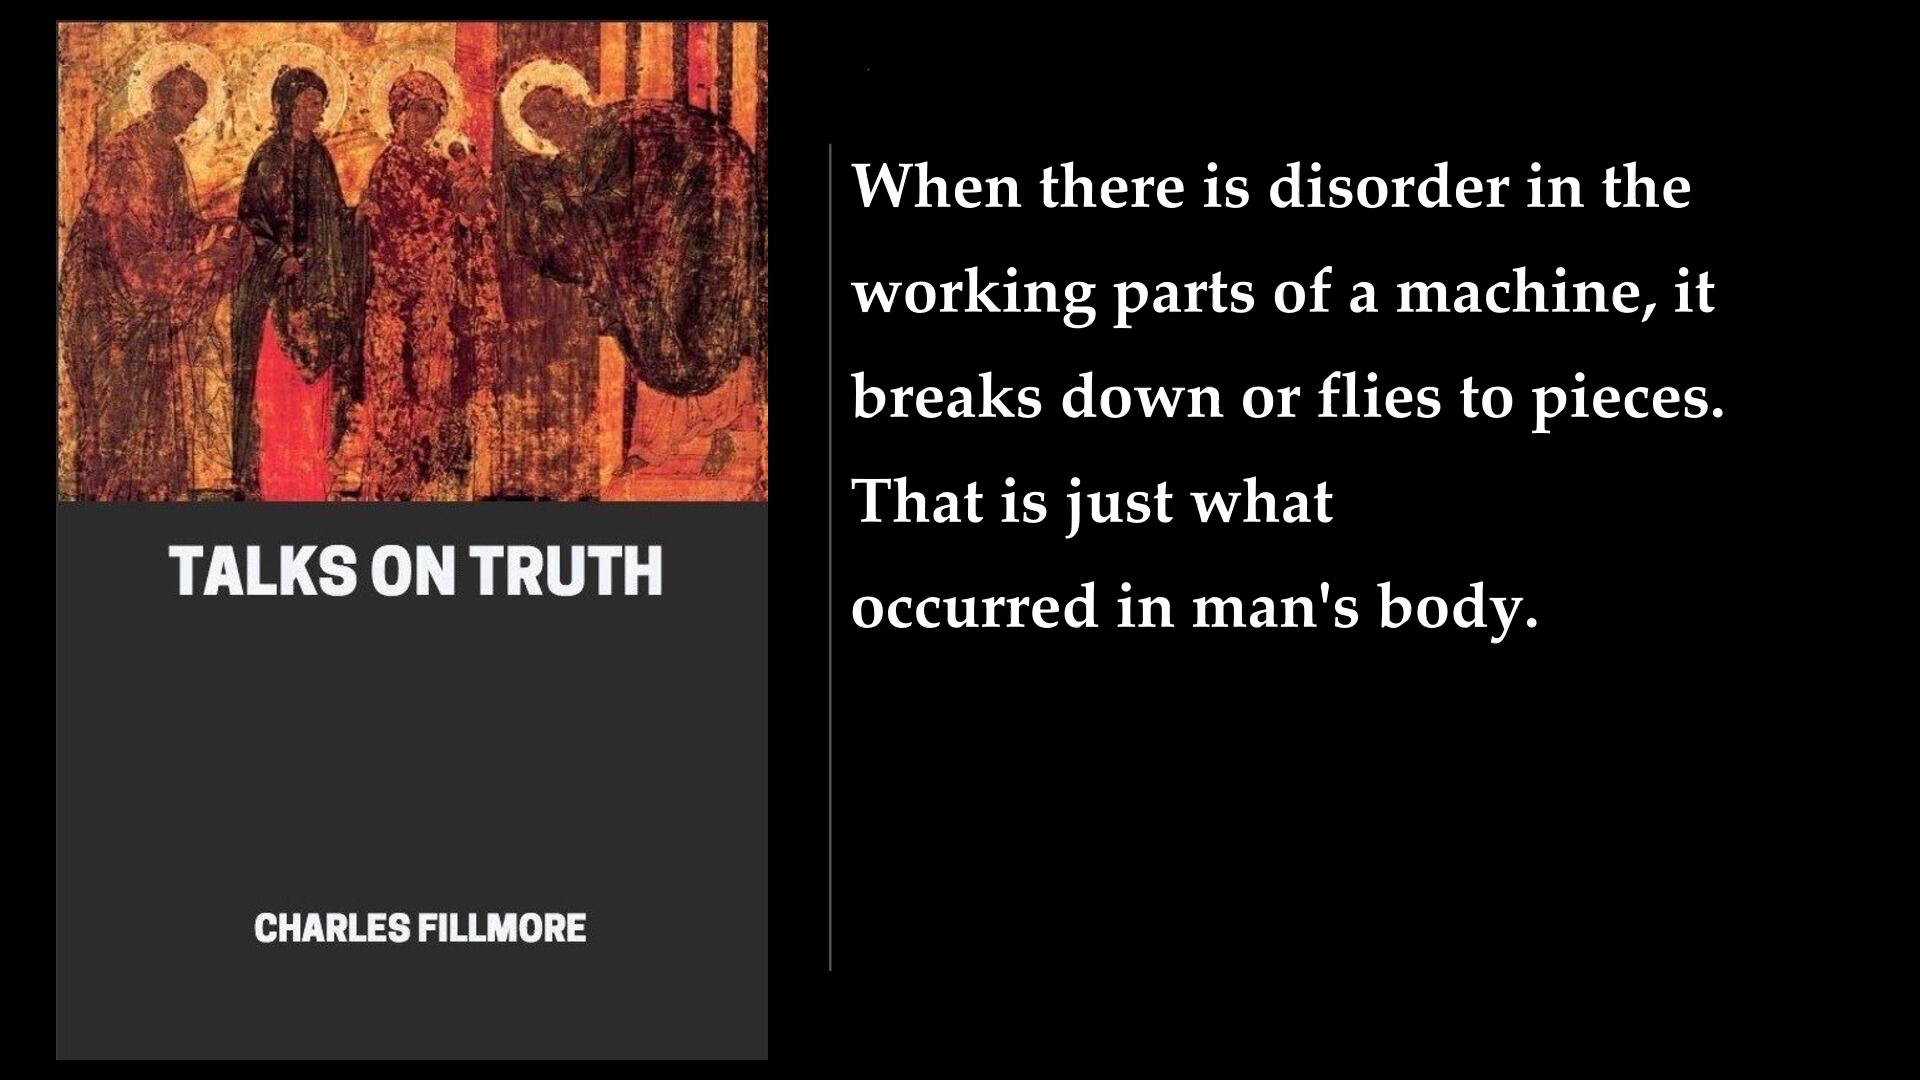 TALKS ON TRUTH
CHARLES FILLMORE
When there is disorder in the
working parts of a machine, it
breaks down or flies to pieces.
That is just what
occurred in man's body.